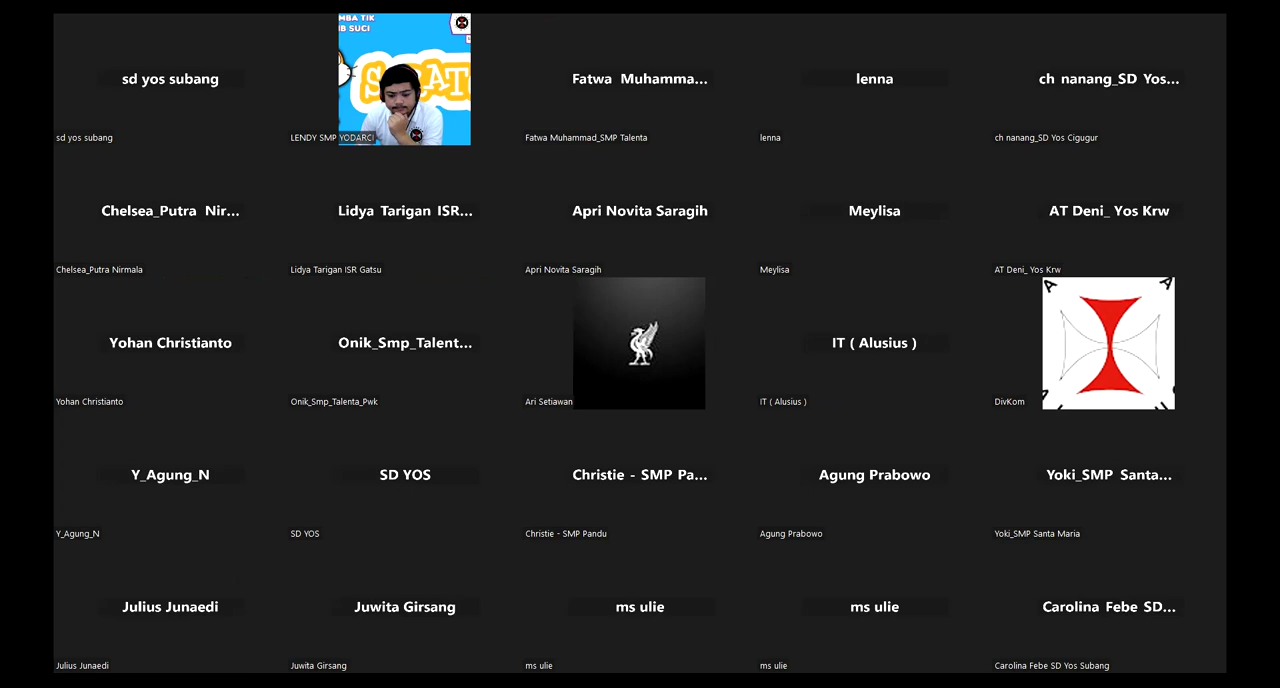 sd yos subang
MBA TIK
IB SUCI
Fatwa Muhamma...
lenna
ch nanang_SD Yos...
sd yos subang
LENDY SMP YODARCI
Fatwa Muhammad_SMP Talenta
lenna
ch nanang_SD Yos Cigugur
Chelsea_Putra Nir...
Lidya Tarigan ISR...
Apri Novita Saragih
Meylisa
AT Deni_ Yos Krw
Chelsea_Putra Nirmala
Lidya Tarigan ISR Gatsu
Apri Novita Saragih
Meylisa
AT Deni_ Yos Krw
Yohan Christianto
Onik_Smp_Talent...
IT ( Alusius )
Yohan Christianto
Onik_Smp_Talenta_Pwk
Ari Setiawan
IT ( Alusius )
DivKom
Y_Agung_N
SD YOS
Christie - SMP Pa...
Agung Prabowo
Yoki_SMP Santa...
Y_Agung_N
SD YOS
Christie - SMP Pandu
Agung Prabowo
Yoki_SMP Santa Maria
Julius Junaedi
Juwita Girsang
ms ulie
ms ulie
Carolina Febe SD...
Julius Junaedi
Juwita Girsang
ms ulie
ms ulie
Carolina Febe SD Yos Subang